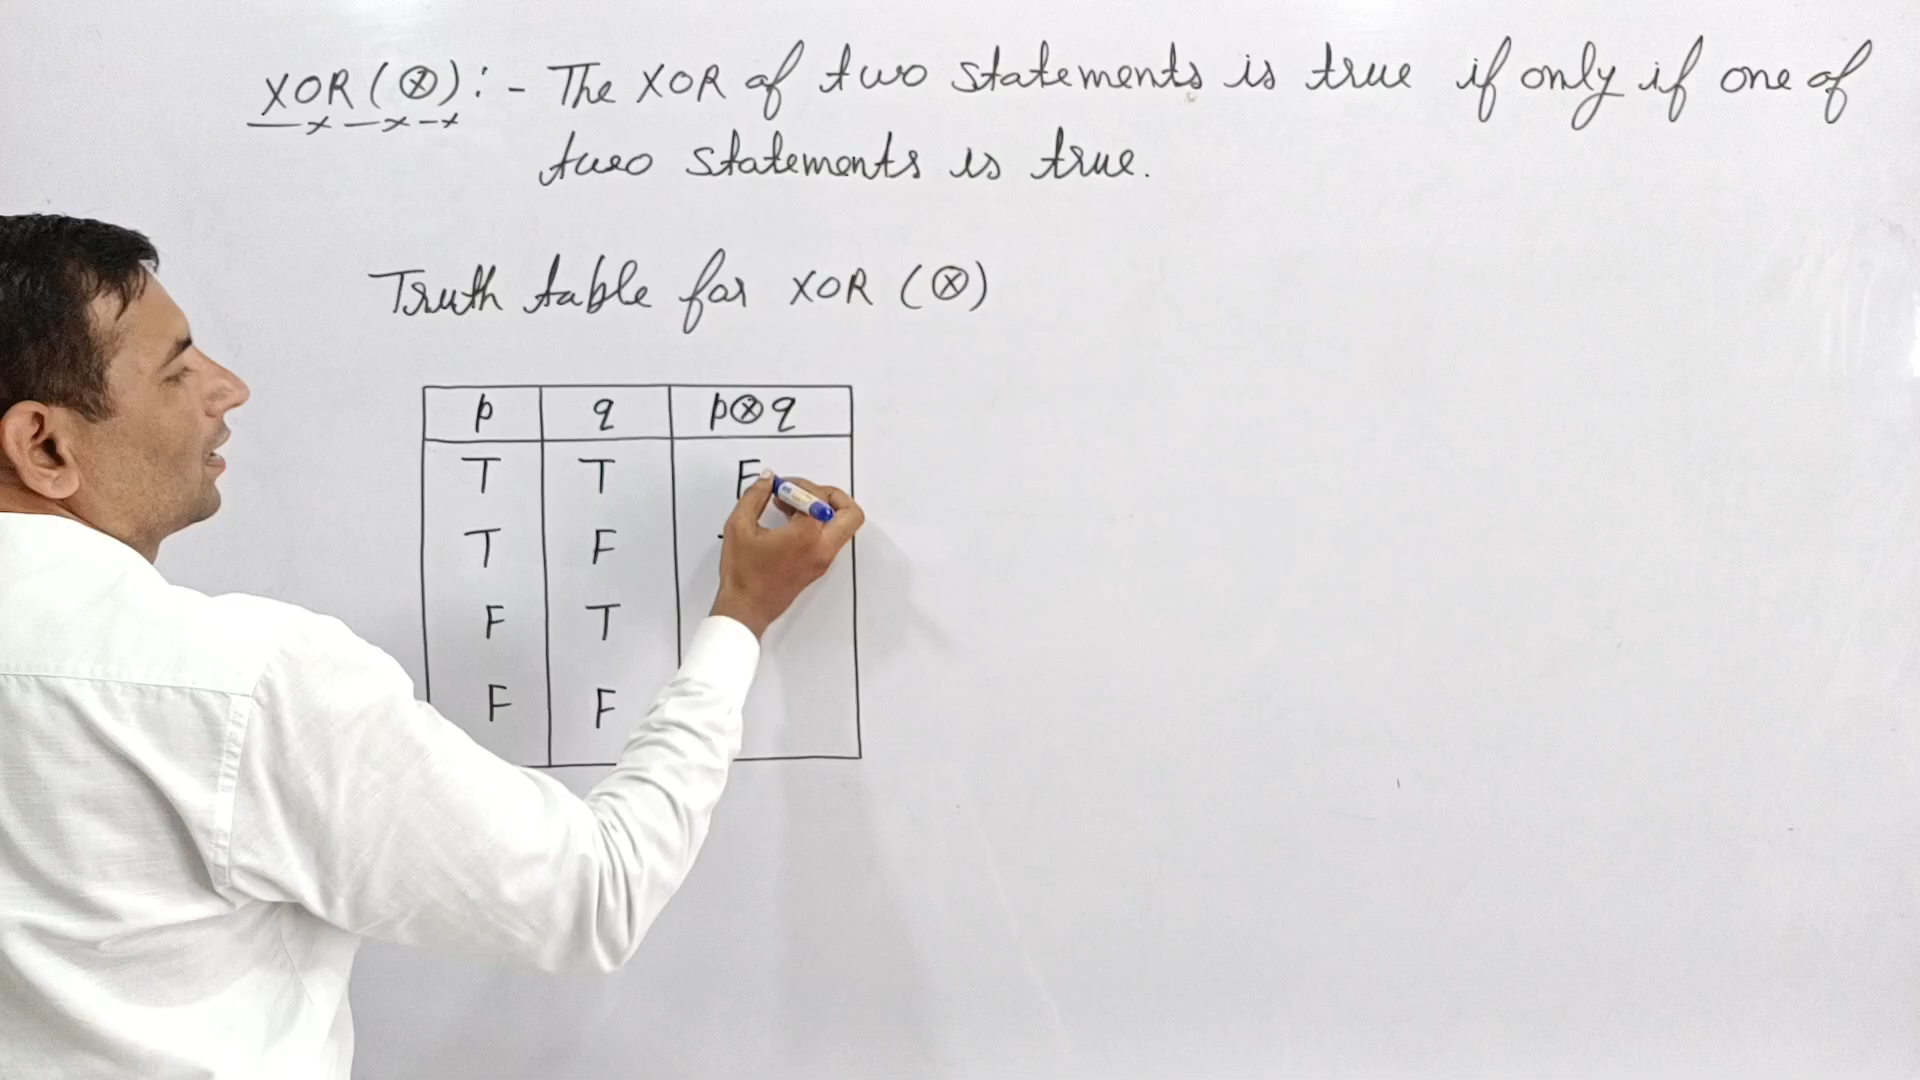 XOR (⊗) : - The XOR of two statements is true if only if one of
two statements is true.
Truth table for XOR (⊗)
p q p⊗q
T T F
T F
F T
F F